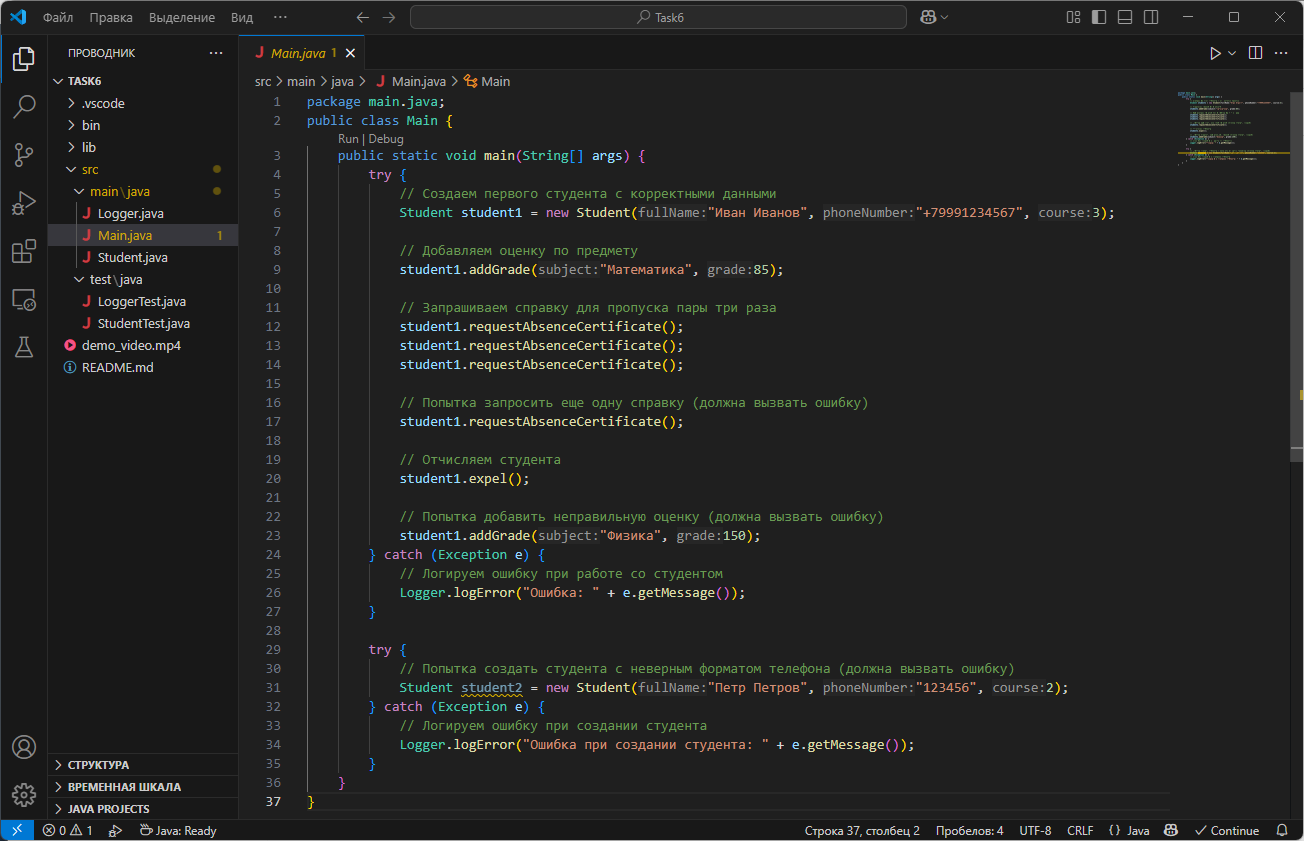 Файл Правка Выделение Вид ··· Task6
ПРОВОДНИК ···
TASK6
.vscode
bin
lib
src
main\java
Logger.java
Main.java 1
Student.java
test\java
LoggerTest.java
StudentTest.java
demo_video.mp4
README.md
СТРУКТУРА
ВРЕМЕННАЯ ШКАЛА
JAVA PROJECTS
Main.java 1
src > main > java > Main.java > Main
1 package main.java;
2 public class Main {
Run | Debug
3 public static void main(String[] args) {
4 try {
5 // Создаем первого студента с корректными данными
6 Student student1 = new Student(fullName:"Иван Иванов", phoneNumber:"+79991234567", course:3);
7
8 // Добавляем оценку по предмету
9 student1.addGrade(subject:"Математика", grade:85);
10
11 // Запрашиваем справку для пропуска пары три раза
12 student1.requestAbsenceCertificate();
13 student1.requestAbsenceCertificate();
14 student1.requestAbsenceCertificate();
15
16 // Попытка запросить еще одну справку (должна вызвать ошибку)
17 student1.requestAbsenceCertificate();
18
19 // Отчисляем студента
20 student1.expel();
21
22 // Попытка добавить неправильную оценку (должна вызвать ошибку)
23 student1.addGrade(subject:"Физика", grade:150);
24 } catch (Exception e) {
25 // Логируем ошибку при работе со студентом
26 Logger.logError("Ошибка: " + e.getMessage());
27 }
28
29 try {
30 // Попытка создать студента с неверным форматом телефона (должна вызвать ошибку)
31 Student student2 = new Student(fullName:"Петр Петров", phoneNumber:"123456", course:2);
32 } catch (Exception e) {
33 // Логируем ошибку при создании студента
34 Logger.logError("Ошибка при создании студента: " + e.getMessage());
35 }
36 }
37 }
0 1 Java: Ready Строка 37, столбец 2 Пробелов: 4 UTF-8 CRLF {} Java Continue